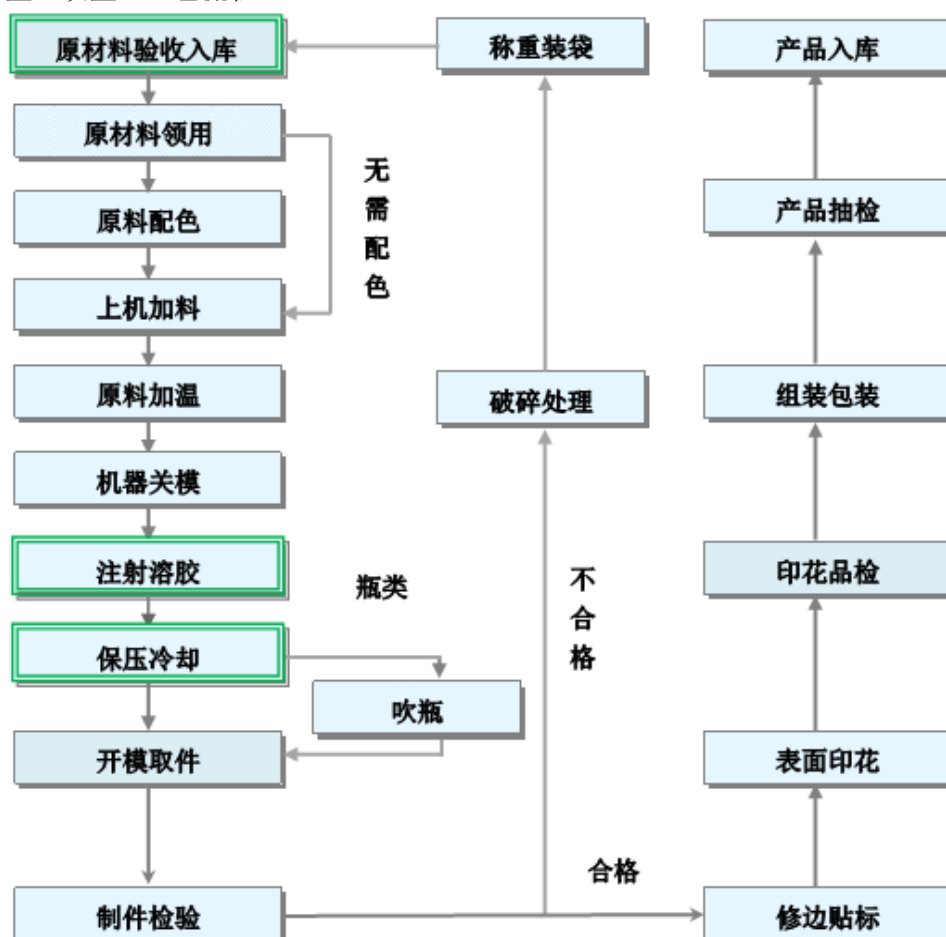 原材料验收入库
称重装袋
产品入库
原材料领用
无需配色
原料配色
产品抽检
上机加料
原料加温
破碎处理
组装包装
机器关模
注射溶胶
瓶类
不合格
印花品检
保压冷却
吹瓶
开模取件
表面印花
合格
制件检验
修边贴标